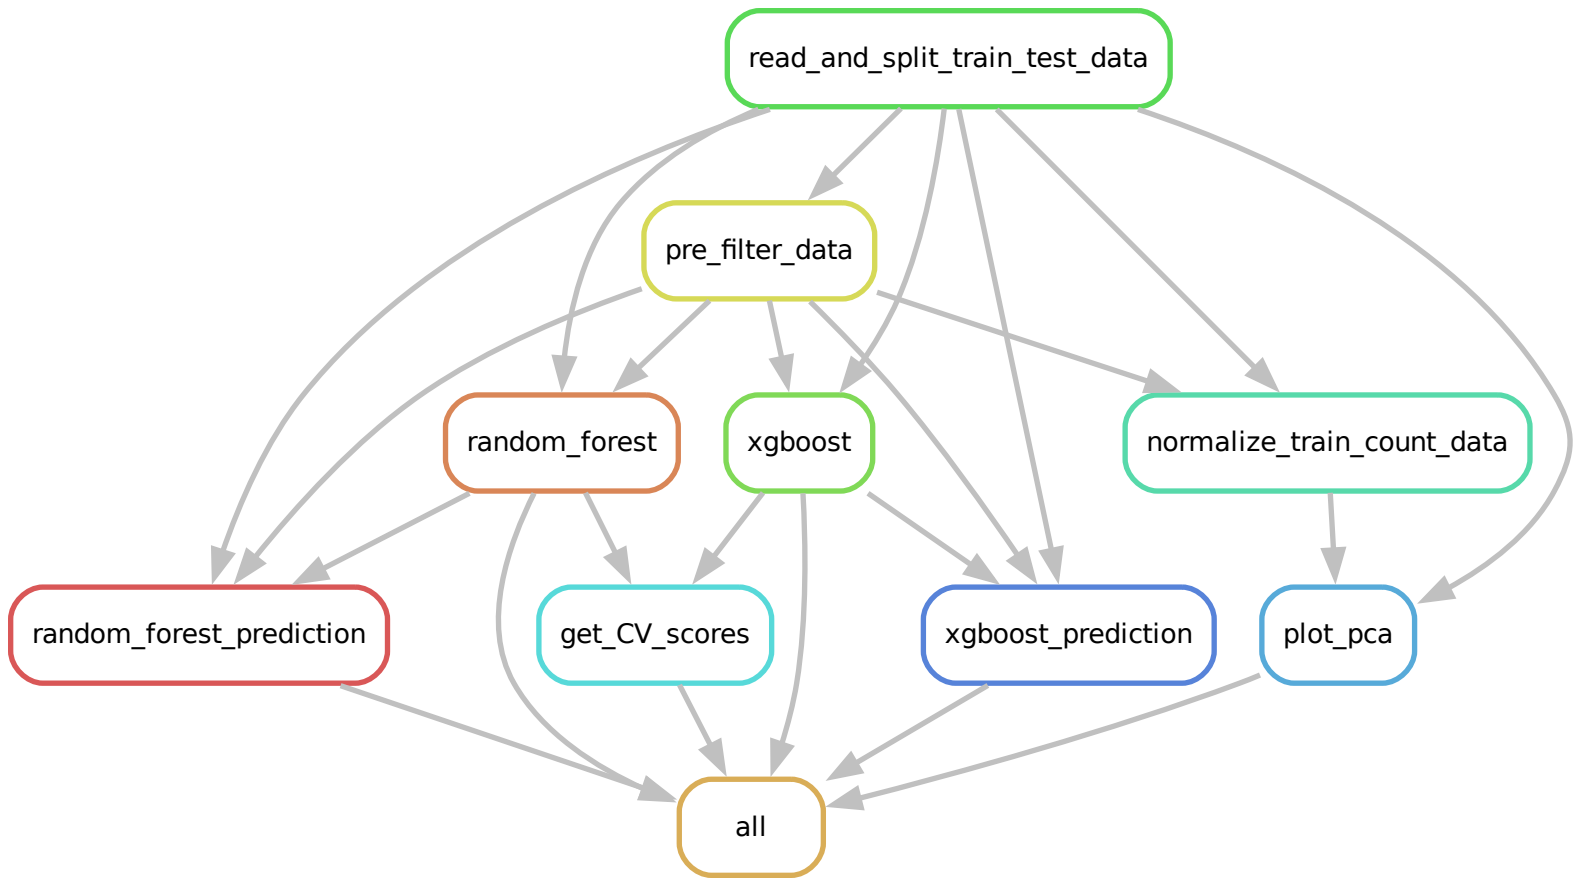 read_and_split_train_test_data
pre_filter_data
random_forest
xgboost
normalize_train_count_data
random_forest_prediction
get_CV_scores
xgboost_prediction
plot_pca
all